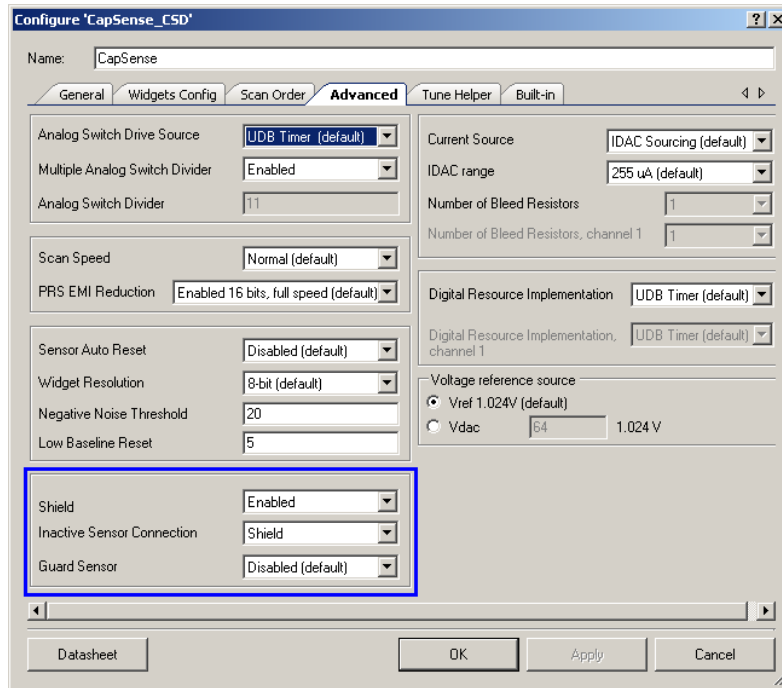 Configure 'CapSense_CSD'
Name: CapSense
General Widgets Config Scan Order Advanced Tune Helper Built-in
Analog Switch Drive Source UDB Timer (default)
Multiple Analog Switch Divider Enabled
Analog Switch Divider 11
Scan Speed Normal (default)
PRS EMI Reduction Enabled 16 bits, full speed (default)
Sensor Auto Reset Disabled (default)
Widget Resolution 8-bit (default)
Negative Noise Threshold 20
Low Baseline Reset 5
Shield Enabled
Inactive Sensor Connection Shield
Guard Sensor Disabled (default)
Current Source IDAC Sourcing (default)
IDAC range 255 uA (default)
Number of Bleed Resistors 1
Number of Bleed Resistors, channel 1 1
Digital Resource Implementation UDB Timer (default)
Digital Resource Implementation, UDB Timer (default)
channel 1
Voltage reference source
Vref 1.024V (default)
Vdac 64 1.024 V
Datasheet OK Apply Cancel